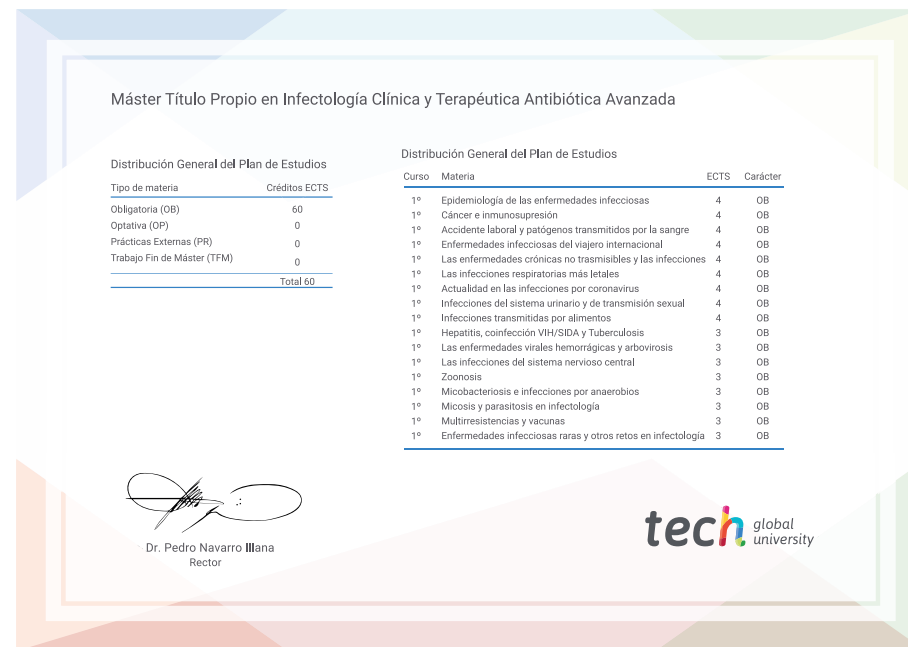 Máster Título Propio en Infectología Clínica y Terapéutica Antibiótica Avanzada
Distribución General del Plan de Estudios
Tipo de materia Créditos ECTS
Obligatoria (OB) 60
Optativa (OP) 0
Prácticas Externas (PR) 0
Trabajo Fin de Máster (TFM) 0
Total 60
Distribución General del Plan de Estudios
Curso Materia ECTS Carácter
1º Epidemiología de las enfermedades infecciosas 4 OB
1º Cáncer e inmunosupresión 4 OB
1º Accidente laboral y patógenos transmitidos por la sangre 4 OB
1º Enfermedades infecciosas del viajero internacional 4 OB
1º Las enfermedades crónicas no trasmisibles y las infecciones 4 OB
1º Las infecciones respiratorias más letales 4 OB
1º Actualidad en las infecciones por coronavirus 4 OB
1º Infecciones del sistema urinario y de transmisión sexual 4 OB
1º Infecciones transmitidas por alimentos 4 OB
1º Hepatitis, coinfección VIH/SIDA y Tuberculosis 3 OB
1º Las enfermedades virales hemorrágicas y arbovirosis 3 OB
1º Las infecciones del sistema nervioso central 3 OB
1º Zoonosis 3 OB
1º Micobacteriosis e infecciones por anaerobios 3 OB
1º Micosis y parasitosis en infectología 3 OB
1º Multirresistencias y vacunas 3 OB
1º Enfermedades infecciosas raras y otros retos en infectología 3 OB
Dr. Pedro Navarro Illana
Rector
tech global university